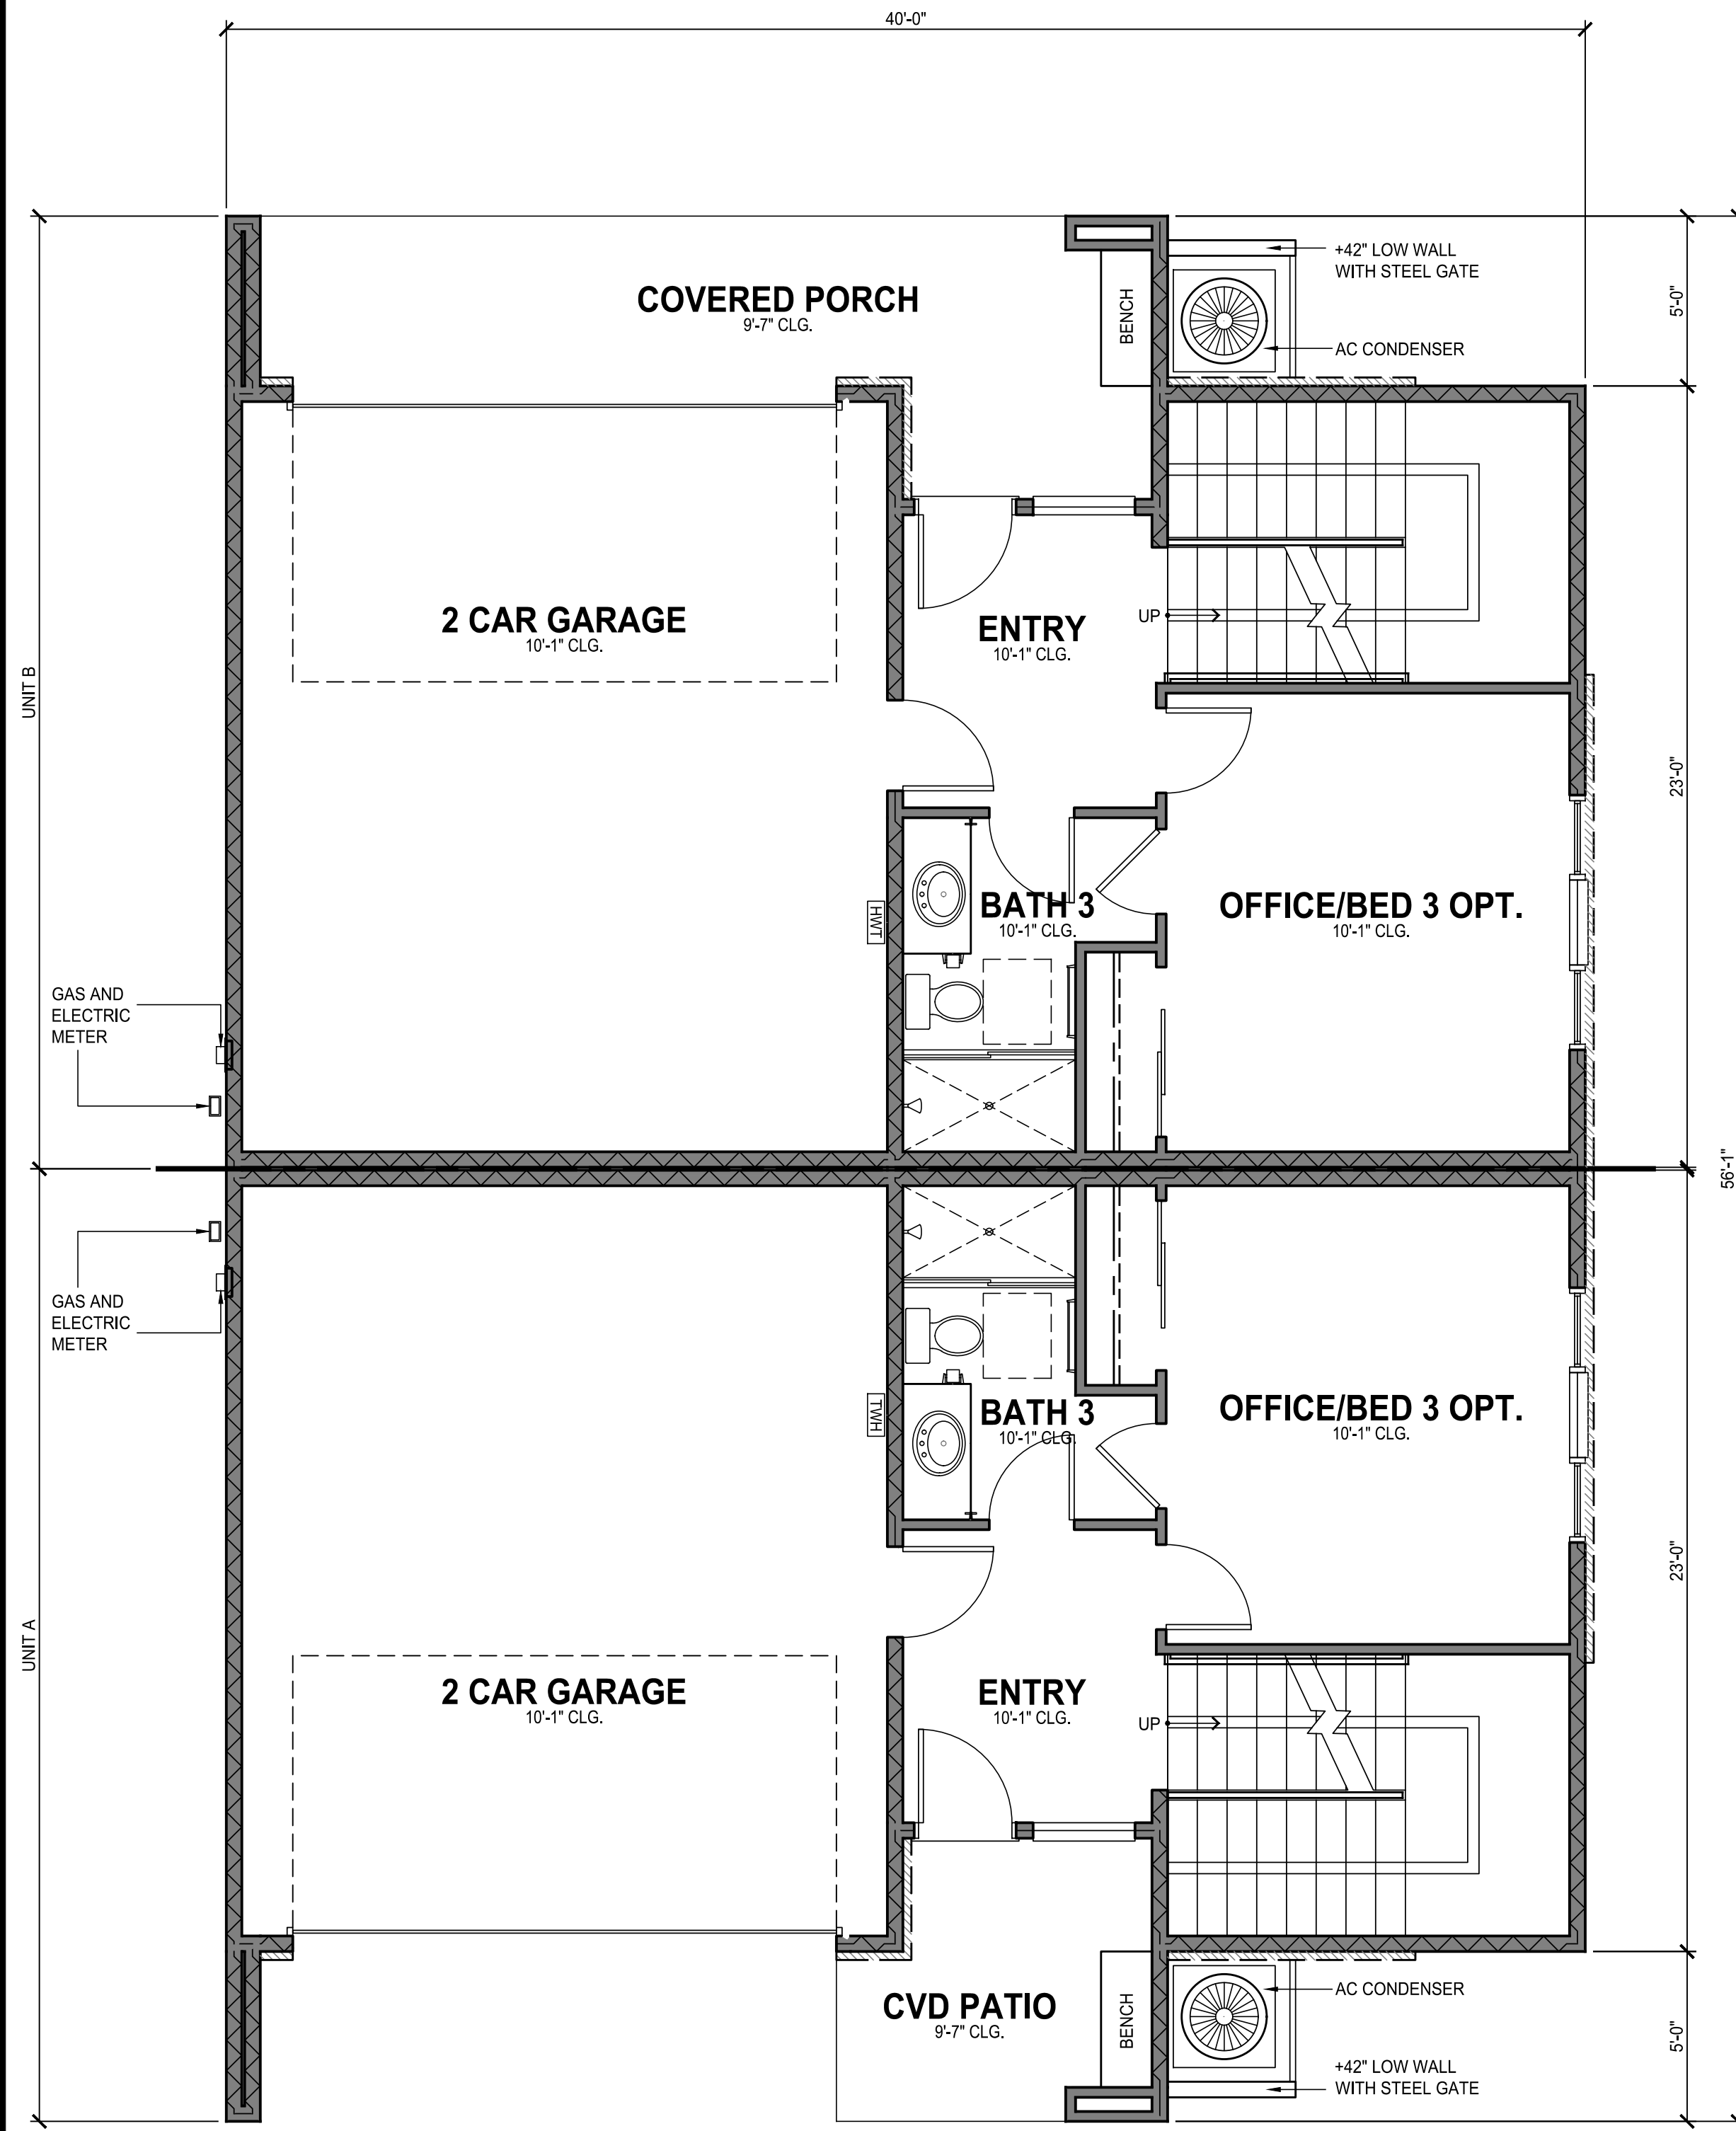 40'-0"
COVERED PORCH
9'-7" CLG.
BENCH
+42" LOW WALL
WITH STEEL GATE
AC CONDENSER
5'-0"
2 CAR GARAGE
10'-1" CLG.
ENTRY
10'-1" CLG.
UP
UNIT B
23'-0"
BATH 3
10'-1" CLG.
OFFICE/BED 3 OPT.
10'-1" CLG.
HWT
GAS AND
ELECTRIC
METER
56'-1"
GAS AND
ELECTRIC
METER
TWH
BATH 3
10'-1" CLG.
OFFICE/BED 3 OPT.
10'-1" CLG.
23'-0"
UNIT A
2 CAR GARAGE
10'-1" CLG.
ENTRY
10'-1" CLG.
UP
CVD PATIO
9'-7" CLG.
BENCH
AC CONDENSER
+42" LOW WALL
WITH STEEL GATE
5'-0"